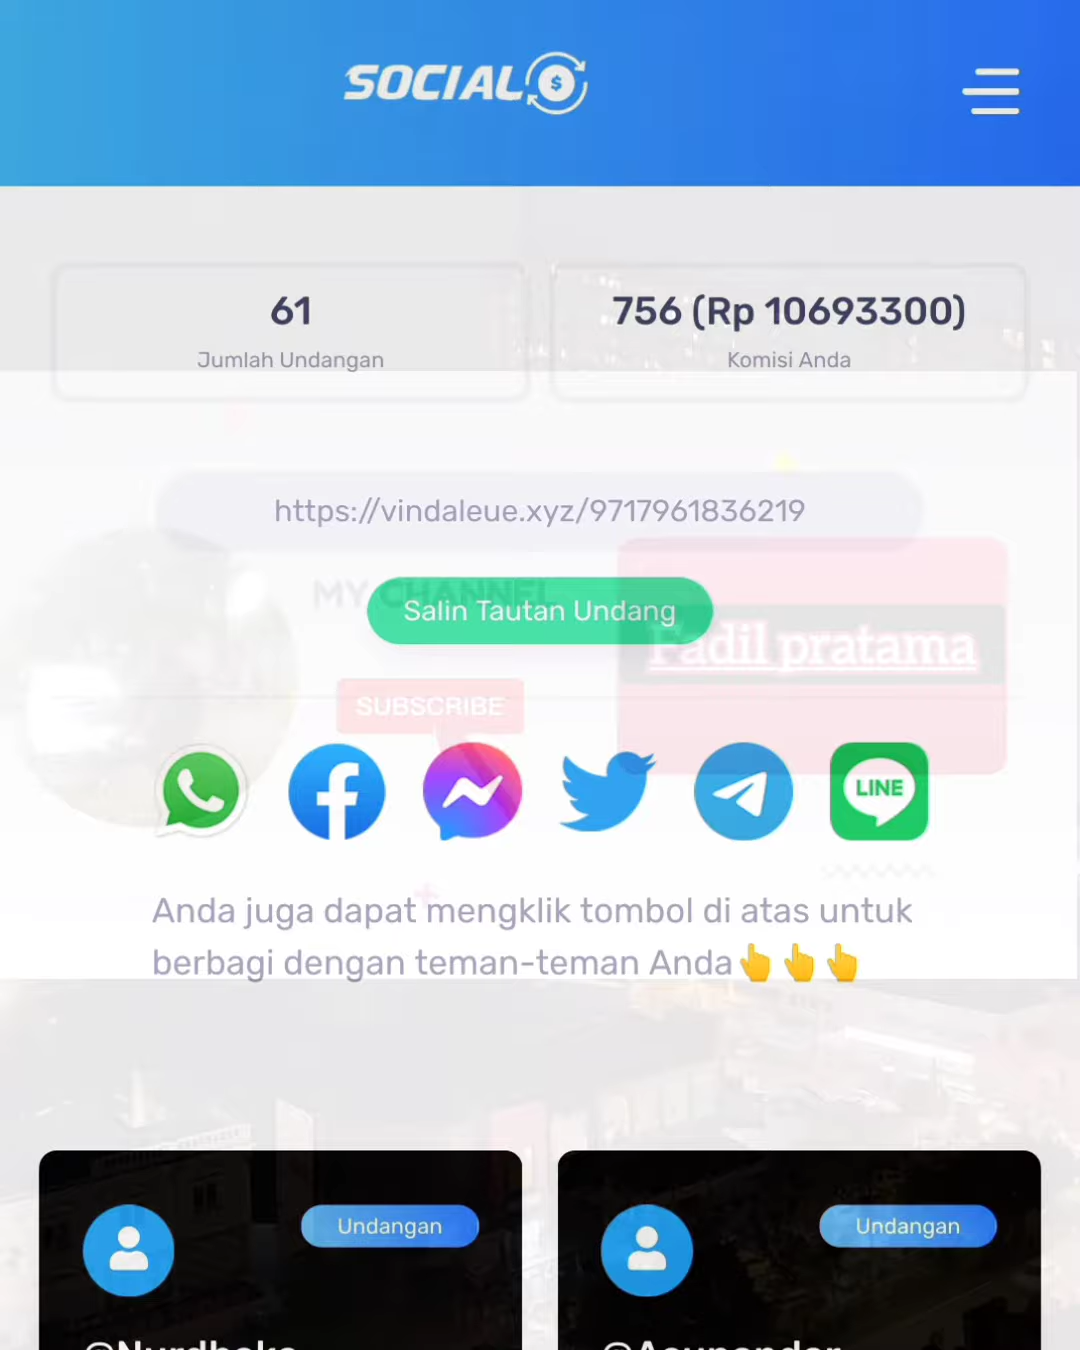 SOCIAL $
61
Jumlah Undangan
756 (Rp 10693300)
Komisi Anda
https://vindaleue.xyz/9717961836219
MY CHANNEL
Salin Tautan Undang
Fadil pratama
SUBSCRIBE
LINE
Anda juga dapat mengklik tombol di atas untuk
berbagi dengan teman-teman Anda👆👆👆
Undangan
Undangan